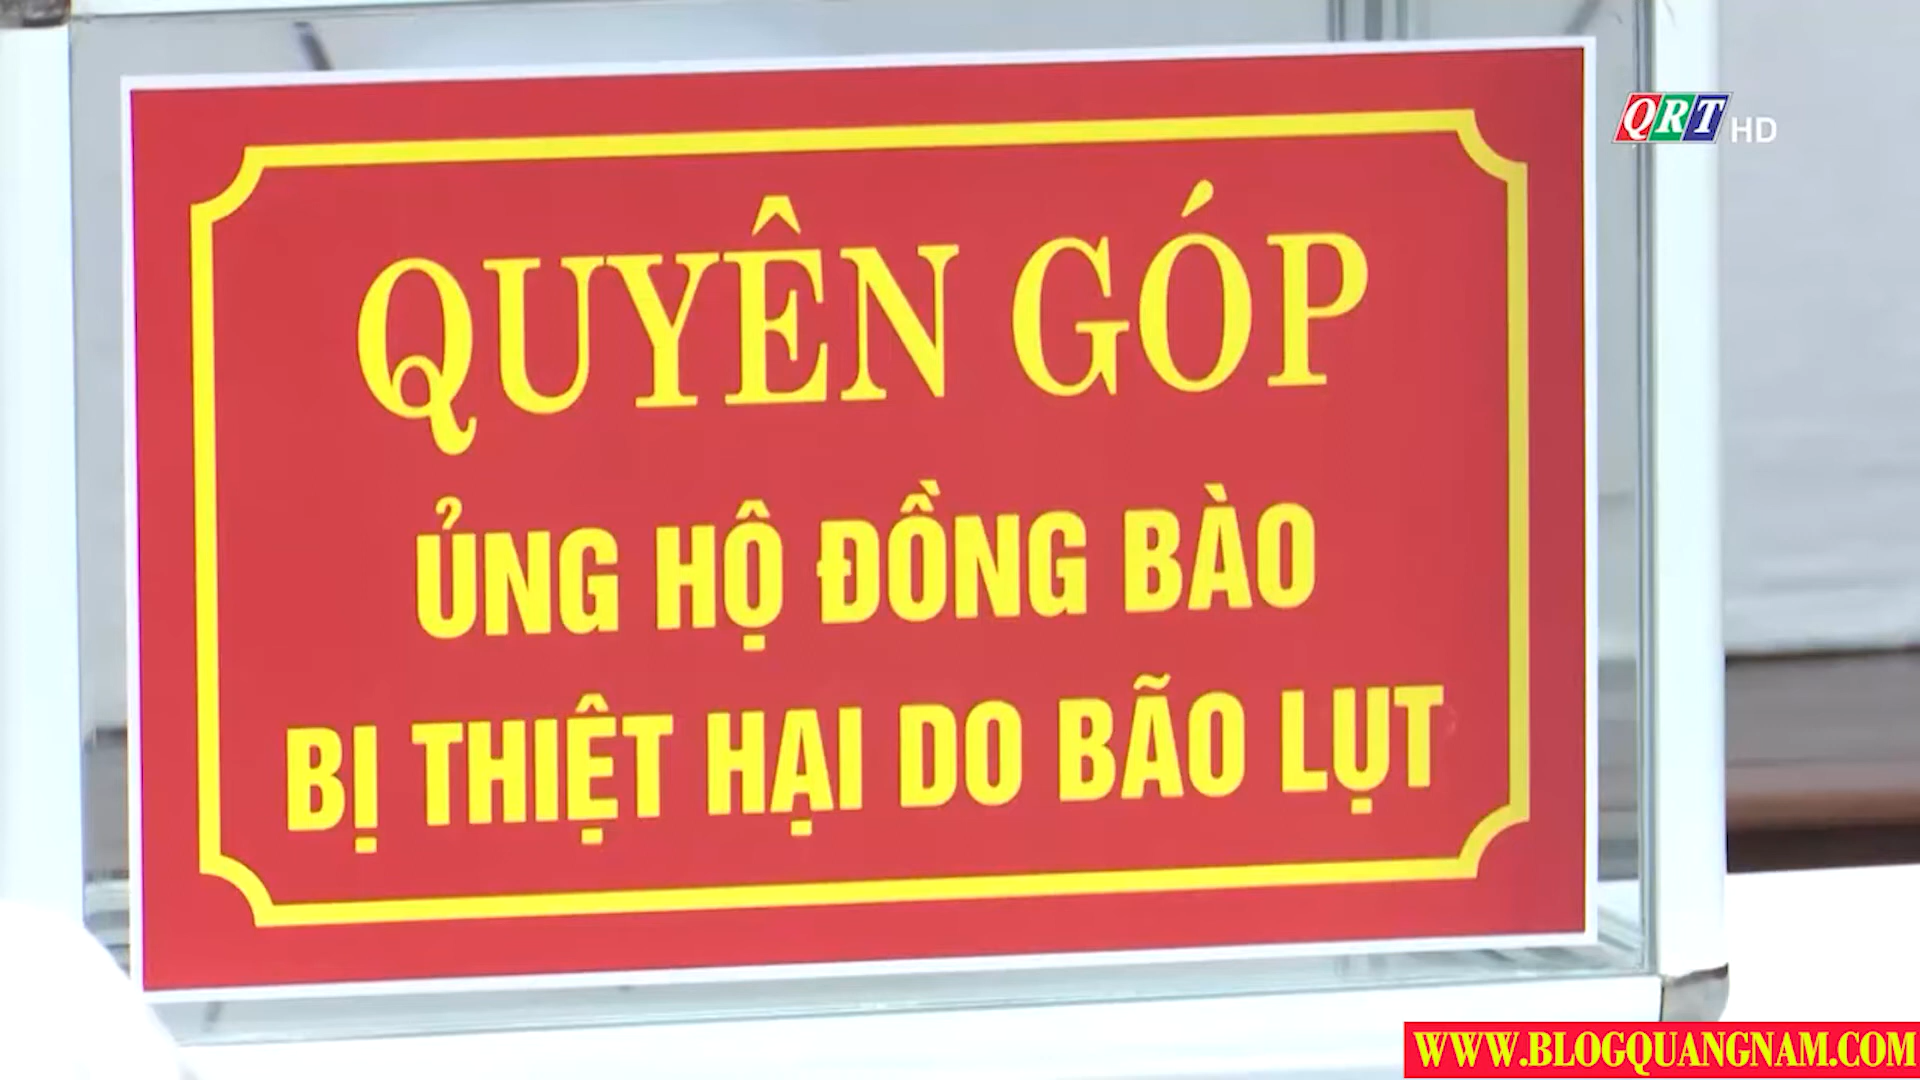 QRT HD
QUYÊN GÓP
ỦNG HỘ ĐỒNG BÀO
BỊ THIỆT HẠI DO BÃO LỤT
WWW.BLOGQUANGNAM.COM